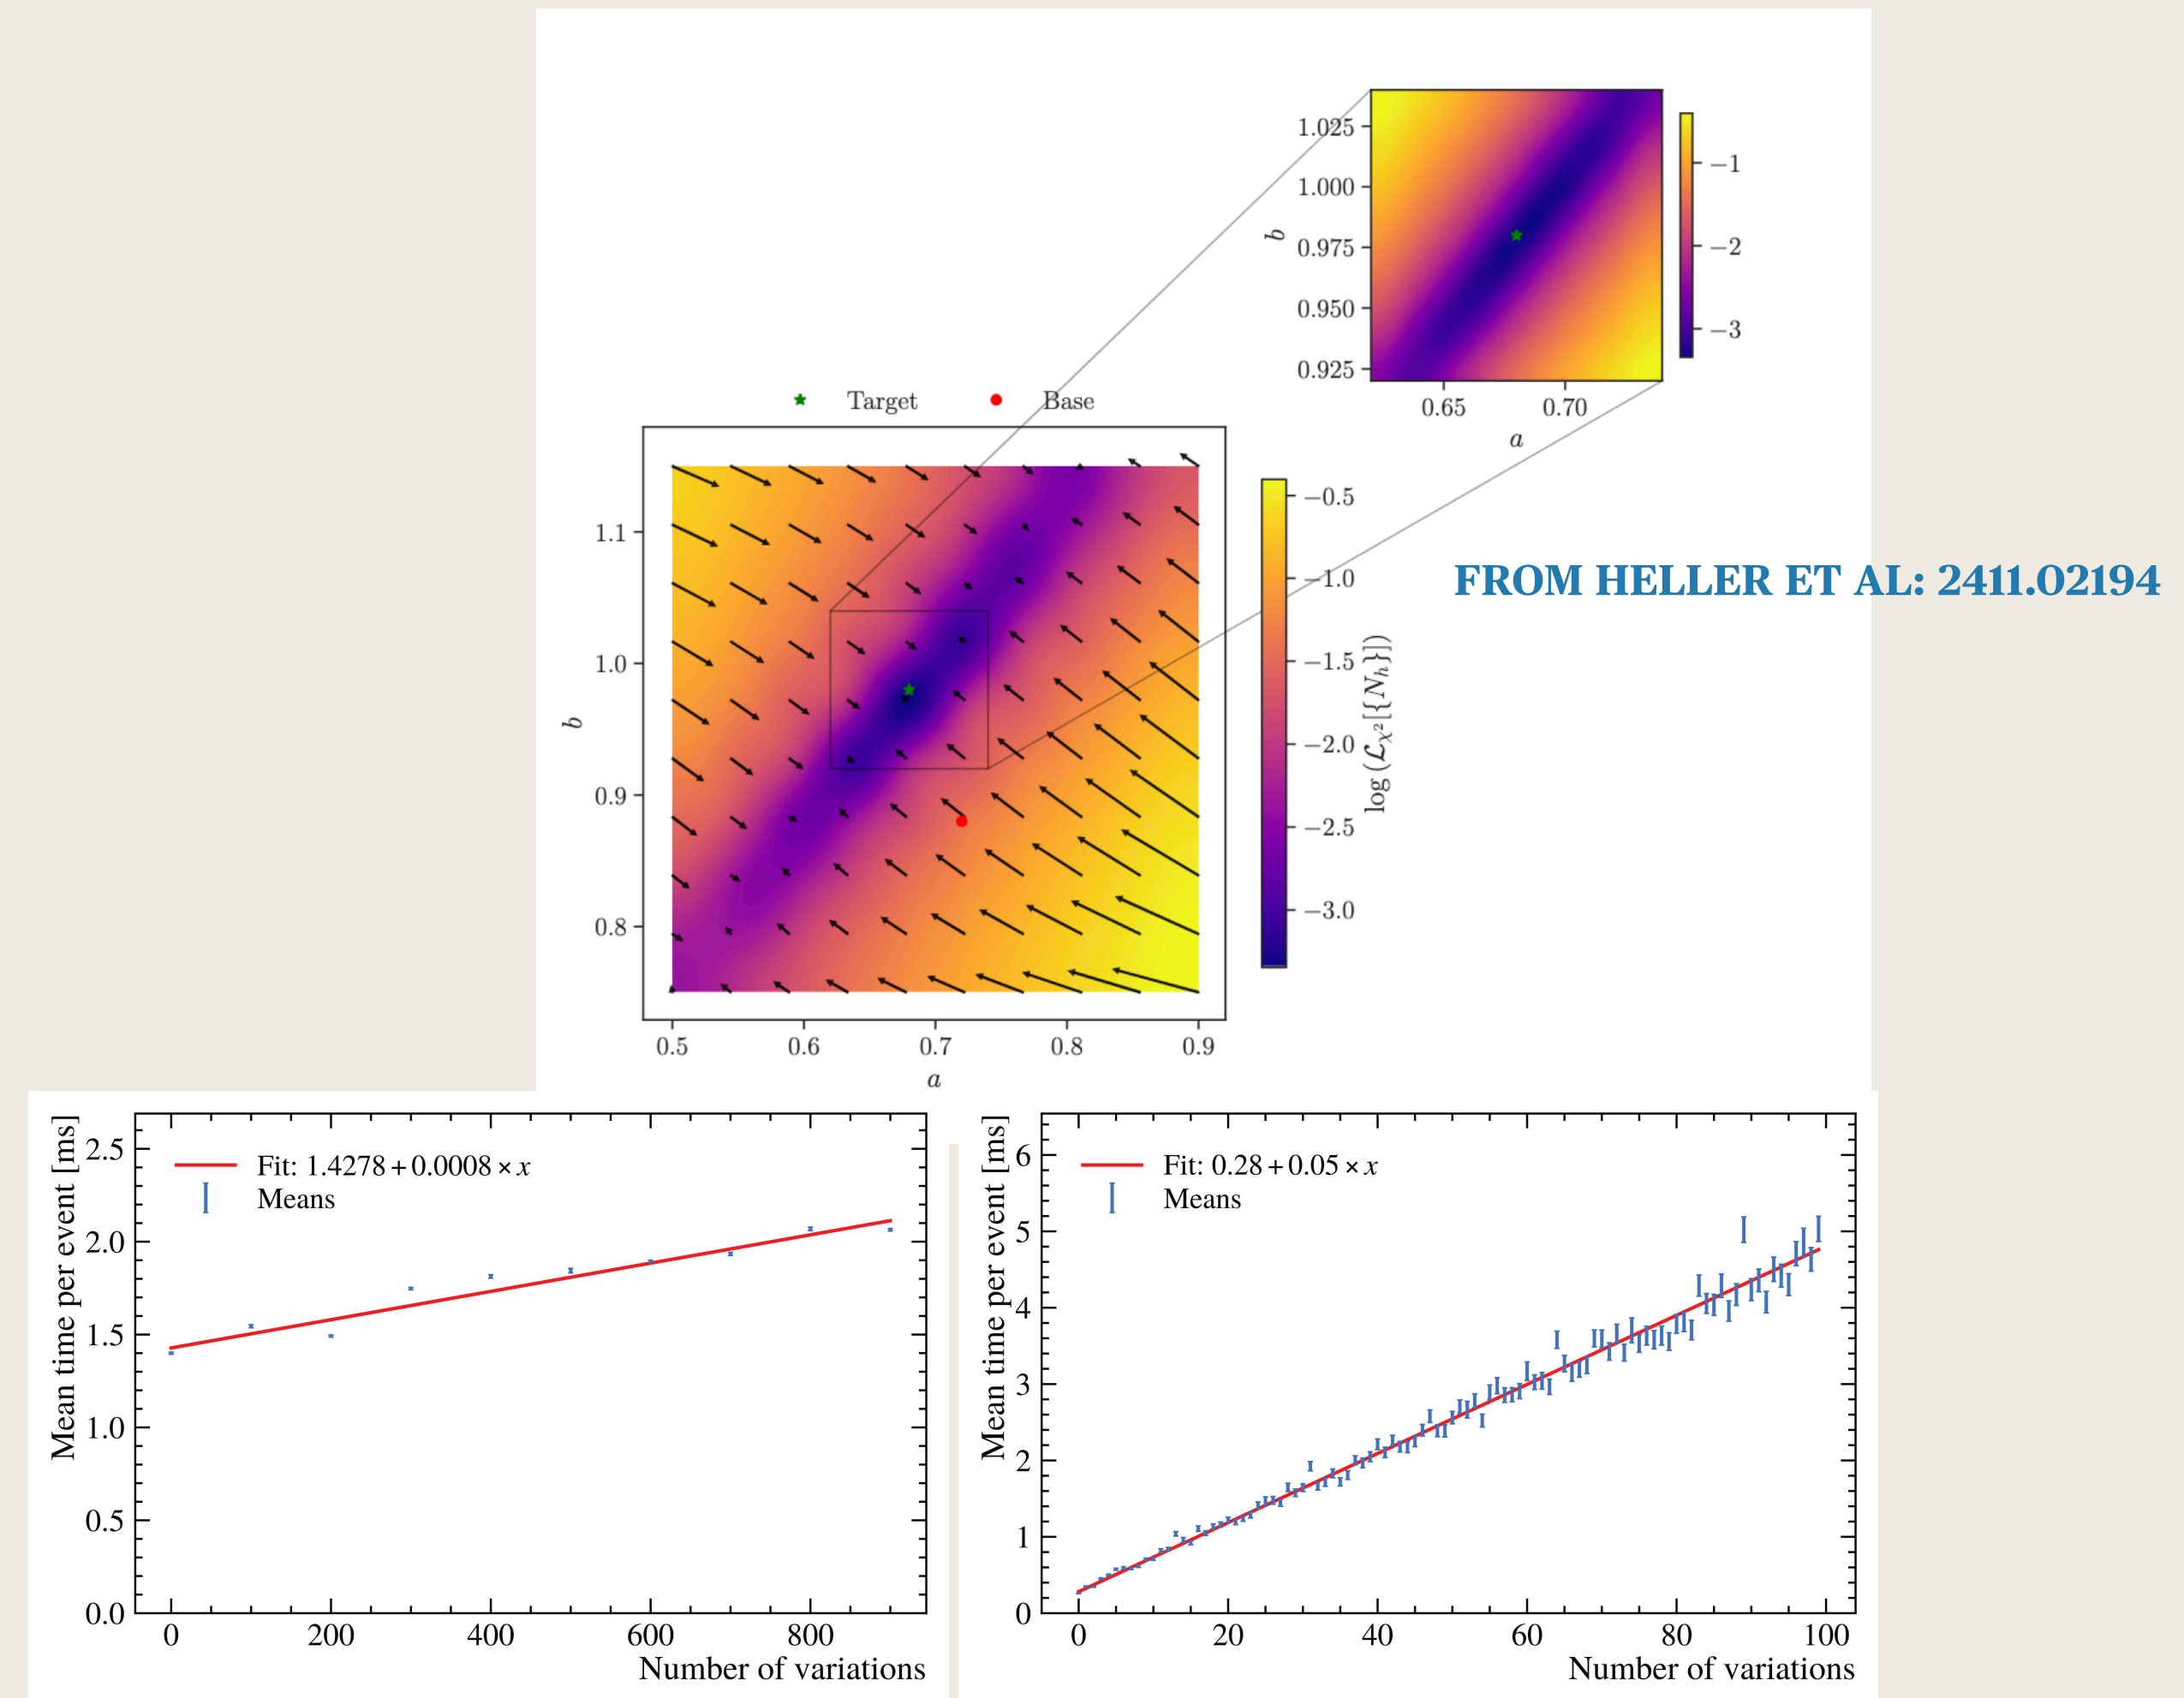 1.025
1.000
0.975
0.950
0.925
b
0.65 0.70
a
−1
−2
−3
Target Base
1.1
1.0
0.9
0.8
b
0.5 0.6 0.7 0.8 0.9
a
−0.5
−1.0
−1.5
−2.0
−2.5
−3.0
log (𝓛χ²[{Nₕ}])
FROM HELLER ET AL: 2411.02194
Mean time per event [ms]
2.5
2.0
1.5
1.0
0.5
0.0
Fit: 1.4278 + 0.0008 × x
Means
0 200 400 600 800
Number of variations
Mean time per event [ms]
6
5
4
3
2
1
0
Fit: 0.28 + 0.05 × x
Means
0 20 40 60 80 100
Number of variations